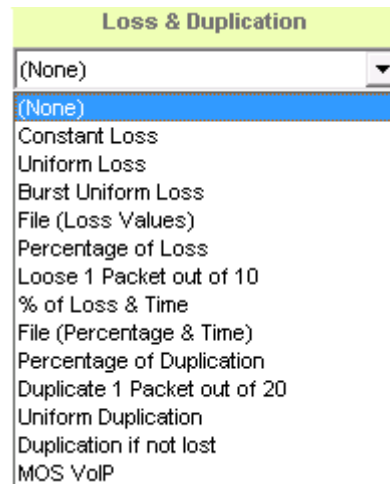 Loss & Duplication
(None)
(None)
Constant Loss
Uniform Loss
Burst Uniform Loss
File (Loss Values)
Percentage of Loss
Loose 1 Packet out of 10
% of Loss & Time
File (Percentage & Time)
Percentage of Duplication
Duplicate 1 Packet out of 20
Uniform Duplication
Duplication if not lost
MOS VoIP